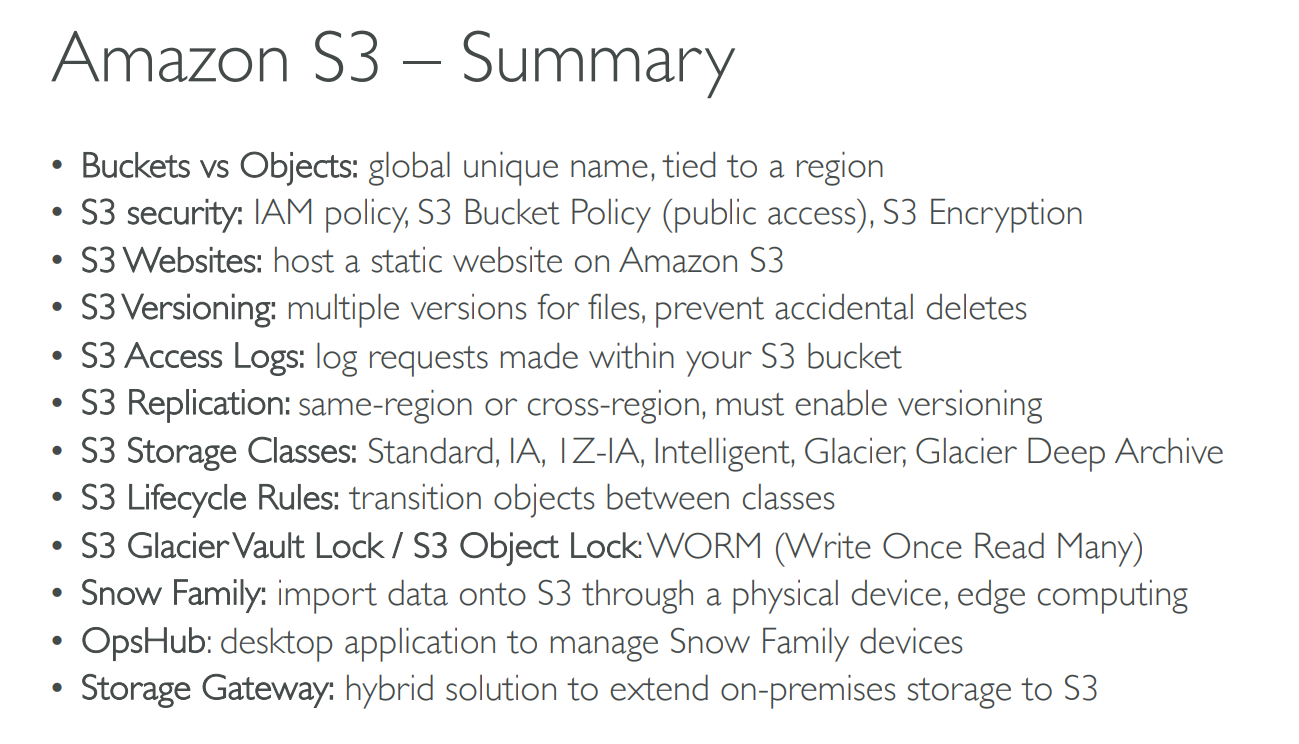 Amazon S3 – Summary
• Buckets vs Objects: global unique name, tied to a region
• S3 security: IAM policy, S3 Bucket Policy (public access), S3 Encryption
• S3 Websites: host a static website on Amazon S3
• S3 Versioning: multiple versions for files, prevent accidental deletes
• S3 Access Logs: log requests made within your S3 bucket
• S3 Replication: same-region or cross-region, must enable versioning
• S3 Storage Classes: Standard, IA, 1Z-IA, Intelligent, Glacier, Glacier Deep Archive
• S3 Lifecycle Rules: transition objects between classes
• S3 Glacier Vault Lock / S3 Object Lock: WORM (Write Once Read Many)
• Snow Family: import data onto S3 through a physical device, edge computing
• OpsHub: desktop application to manage Snow Family devices
• Storage Gateway: hybrid solution to extend on-premises storage to S3